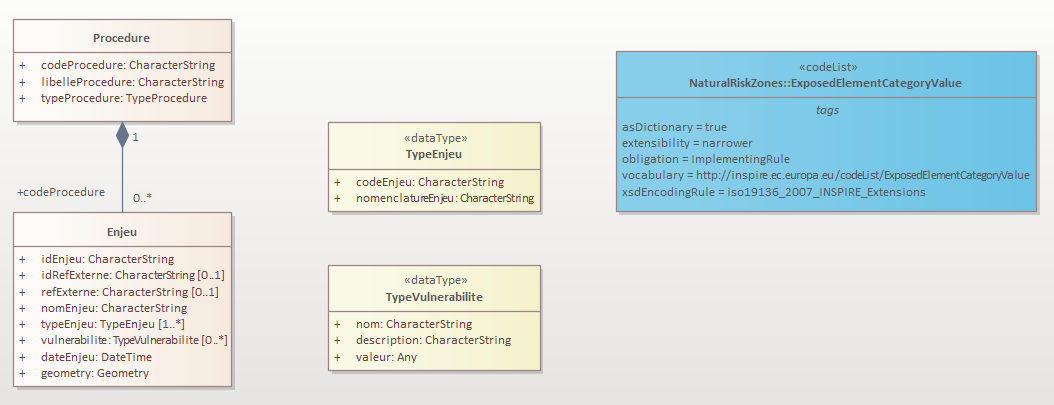 Procedure
+ codeProcedure: CharacterString
+ libelleProcedure: CharacterString
+ typeProcedure: TypeProcedure
1
+codeProcedure
0..*
Enjeu
+ idEnjeu: CharacterString
+ idRefExterne: CharacterString [0..1]
+ refExterne: CharacterString [0..1]
+ nomEnjeu: CharacterString
+ typeEnjeu: TypeEnjeu [1..*]
+ vulnerabilite: TypeVulnerabilite [0..*]
+ dateEnjeu: DateTime
+ geometry: Geometry
«dataType»
TypeEnjeu
+ codeEnjeu: CharacterString
+ nomenclatureEnjeu: CharacterString
«dataType»
TypeVulnerabilite
+ nom: CharacterString
+ description: CharacterString
+ valeur: Any
«codeList»
NaturalRiskZones::ExposedElementCategoryValue
tags
asDictionary = true
extensibility = narrower
obligation = ImplementingRule
vocabulary = http://inspire.ec.europa.eu/codeList/ExposedElementCategoryValue
xsdEncodingRule = iso19136_2007_INSPIRE_Extensions